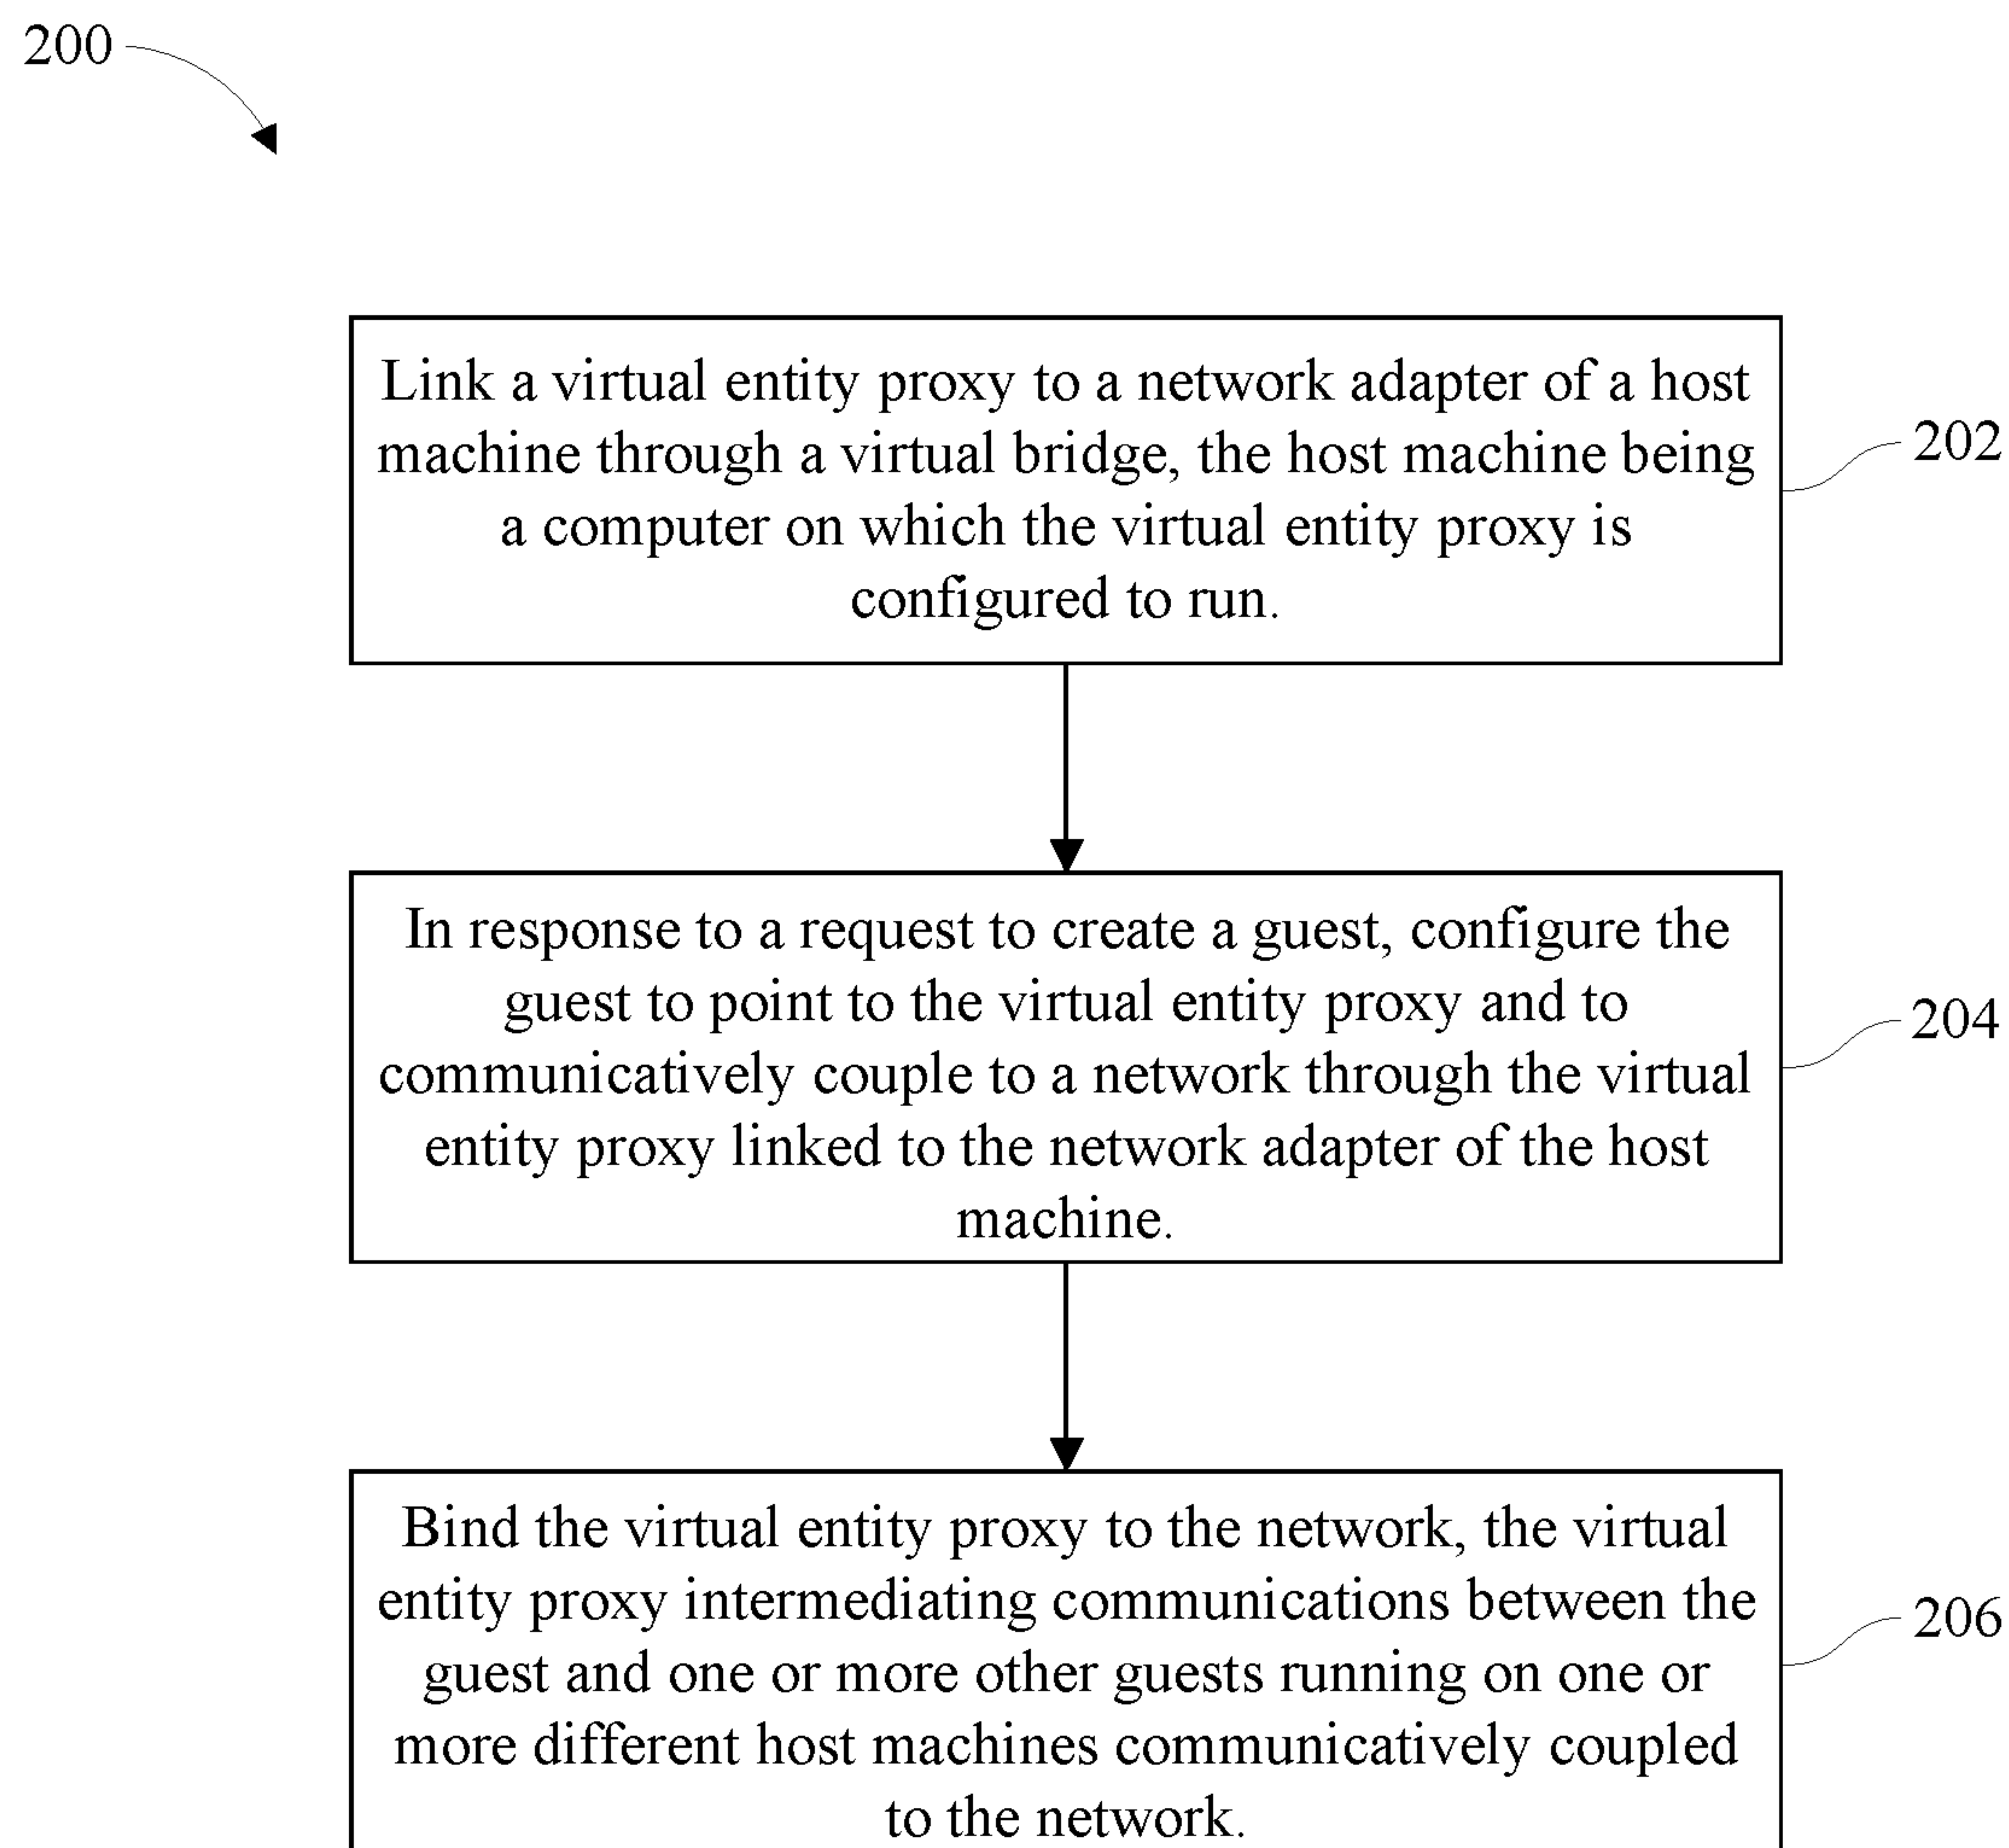 200
Link a virtual entity proxy to a network adapter of a host
machine through a virtual bridge, the host machine being
a computer on which the virtual entity proxy is
configured to run.
202
In response to a request to create a guest, configure the
guest to point to the virtual entity proxy and to
communicatively couple to a network through the virtual
entity proxy linked to the network adapter of the host
machine.
204
Bind the virtual entity proxy to the network, the virtual
entity proxy intermediating communications between the
guest and one or more other guests running on one or
more different host machines communicatively coupled
to the network.
206